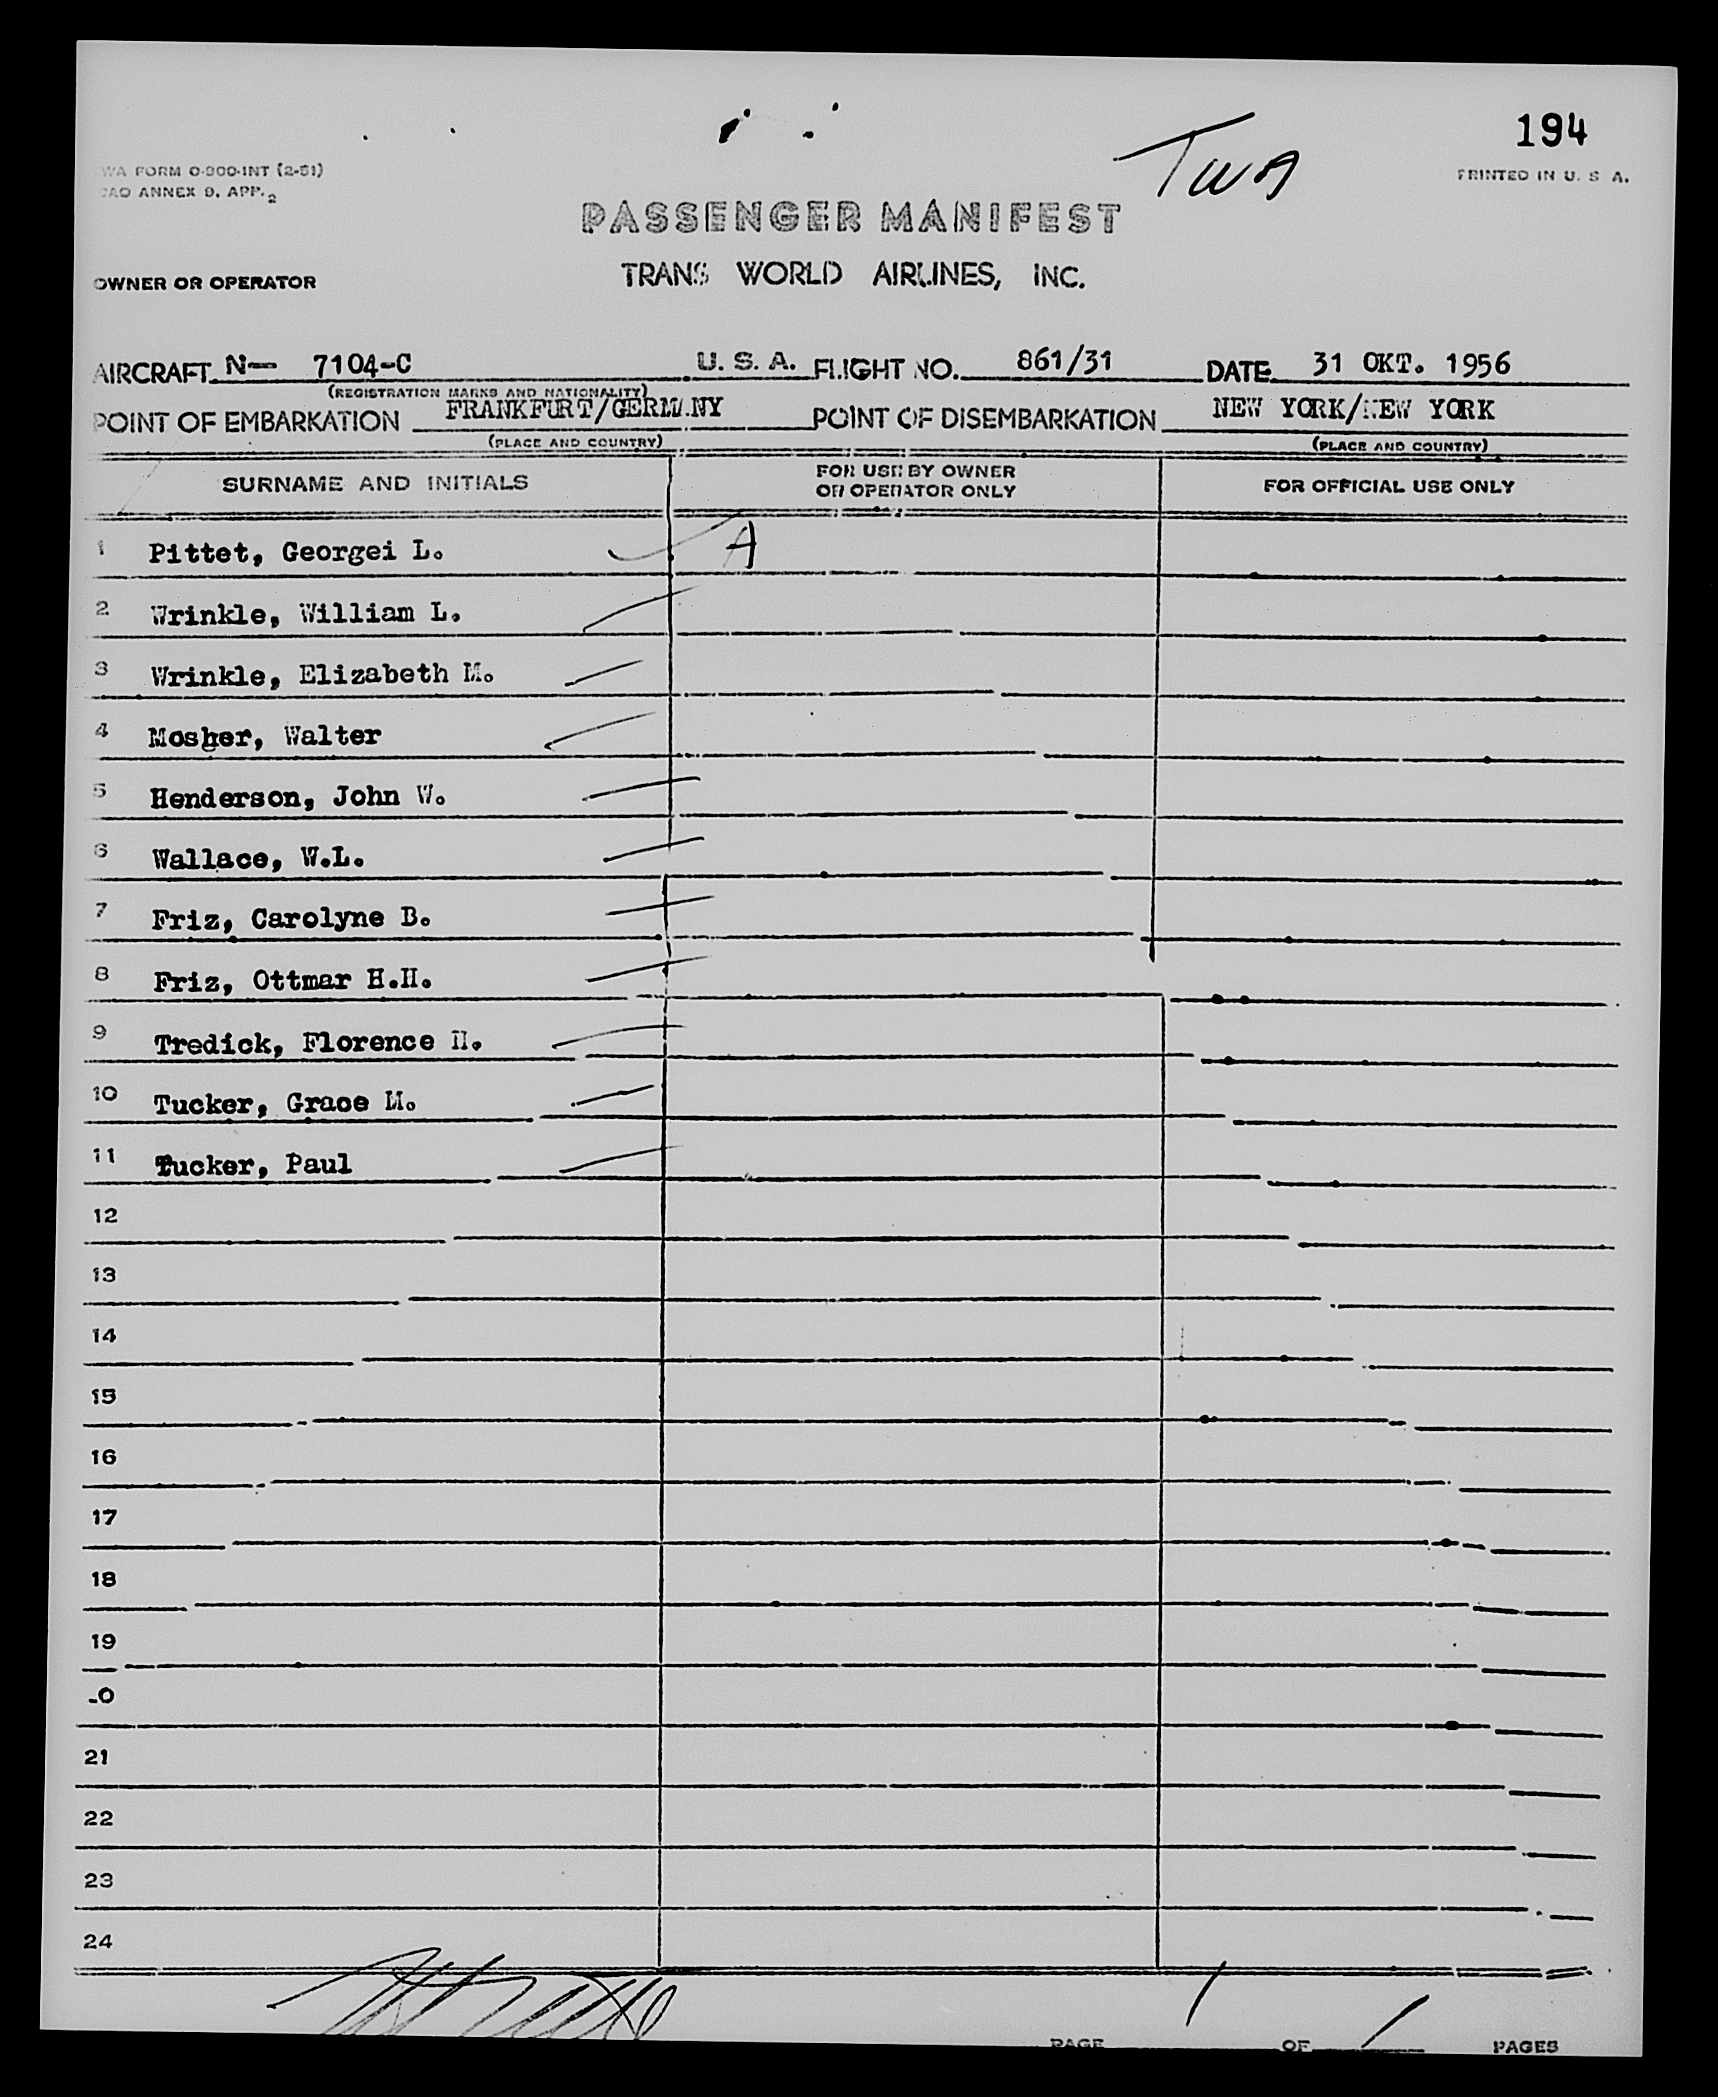 194
TWA
WA FORM O-900-INT (2-51)
CAO ANNEX 9, APP. 2
PRINTED IN U. S. A.
PASSENGER MANIFEST
OWNER OR OPERATOR TRANS WORLD AIRLINES, INC.
AIRCRAFT N— 7104-C U. S. A. FLIGHT NO. 861/31 DATE 31 OKT. 1956
(REGISTRATION MARKS AND NATIONALITY)
POINT OF EMBARKATION FRANKFURT/GERMANY POINT OF DISEMBARKATION NEW YORK/NEW YORK
(PLACE AND COUNTRY) (PLACE AND COUNTRY)
SURNAME AND INITIALS FOR USE BY OWNER OR OPERATOR ONLY FOR OFFICIAL USE ONLY
1 Pittet, Georgei L. A
2 Wrinkle, William L.
3 Wrinkle, Elizabeth M.
4 Mosher, Walter
5 Henderson, John W.
6 Wallace, W.L.
7 Friz, Carolyne B.
8 Friz, Ottmar H.H.
9 Tredick, Florence H.
10 Tucker, Grace M.
11 Tucker, Paul
12
13
14
15
16
17
18
19
20
21
22
23
24
PAGE 1 OF 1 PAGES